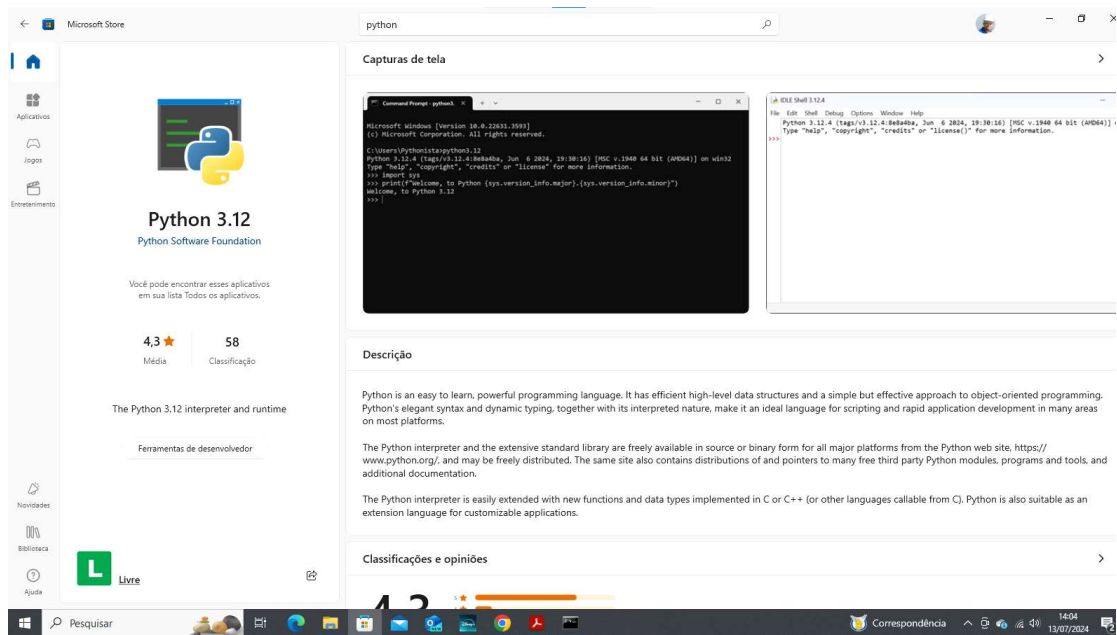 Microsoft Store
python
Aplicativos
Jogos
Entretenimento
Novidades
Biblioteca
Ajuda
Python 3.12
Python Software Foundation
Você pode encontrar esses aplicativos
em sua lista Todos os aplicativos.
4,3
58
Média
Classificação
The Python 3.12 interpreter and runtime
Ferramentas de desenvolvedor
L
Livre
Capturas de tela
Command Prompt - python3.
Microsoft Windows [Version 10.0.22631.3593]
(c) Microsoft Corporation. All rights reserved.
C:\Users\Pythonista>python3.12
Python 3.12.4 (tags/v3.12.4:8e8a4ba, Jun 6 2024, 19:30:16) [MSC v.1940 64 bit (AMD64)] on win32
Type "help", "copyright", "credits" or "license" for more information.
>>> import sys
>>> print(f"Welcome, to Python {sys.version_info.major}.{sys.version_info.minor}")
Welcome, to Python 3.12
>>>
IDLE Shell 3.12.4
File Edit Shell Debug Options Window Help
Python 3.12.4 (tags/v3.12.4:8e8a4ba, Jun 6 2024, 19:30:16) [MSC v.1940 64 bit (AMD64)]
Type "help", "copyright", "credits" or "license()" for more information.
>>>
Descrição
Python is an easy to learn, powerful programming language. It has efficient high-level data structures and a simple but effective approach to object-oriented programming.
Python's elegant syntax and dynamic typing, together with its interpreted nature, make it an ideal language for scripting and rapid application development in many areas
on most platforms.
The Python interpreter and the extensive standard library are freely available in source or binary form for all major platforms from the Python web site, https://
www.python.org/, and may be freely distributed. The same site also contains distributions of and pointers to many free third party Python modules, programs and tools, and
additional documentation.
The Python interpreter is easily extended with new functions and data types implemented in C or C++ (or other languages callable from C). Python is also suitable as an
extension language for customizable applications.
Classificações e opiniões
4,3
5
Pesquisar
Correspondência
14:04
13/07/2024